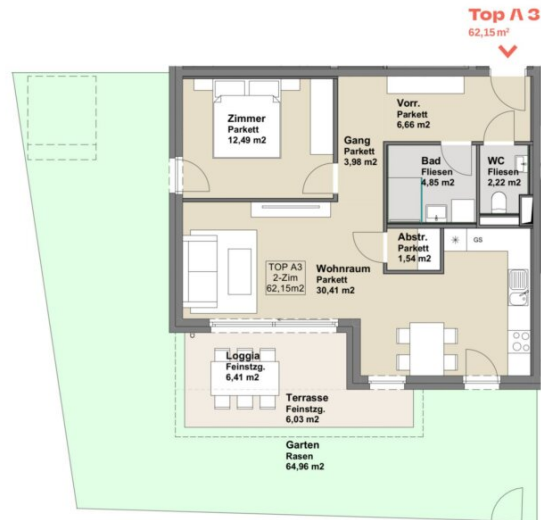 Top Λ 3
62,15 m²
Zimmer
Parkett
12,49 m2
Vorr.
Parkett
6,66 m2
Gang
Parkett
3,98 m2
Bad
Fliesen
4,85 m2
WC
Fliesen
2,22 m2
Abstr.
Parkett
1,54 m2
GS
TOP A3
2-Zim
62,15m2
Wohnraum
Parkett
30,41 m2
Loggia
Feinstzg.
6,41 m2
Terrasse
Feinstzg.
6,03 m2
Garten
Rasen
64,96 m2